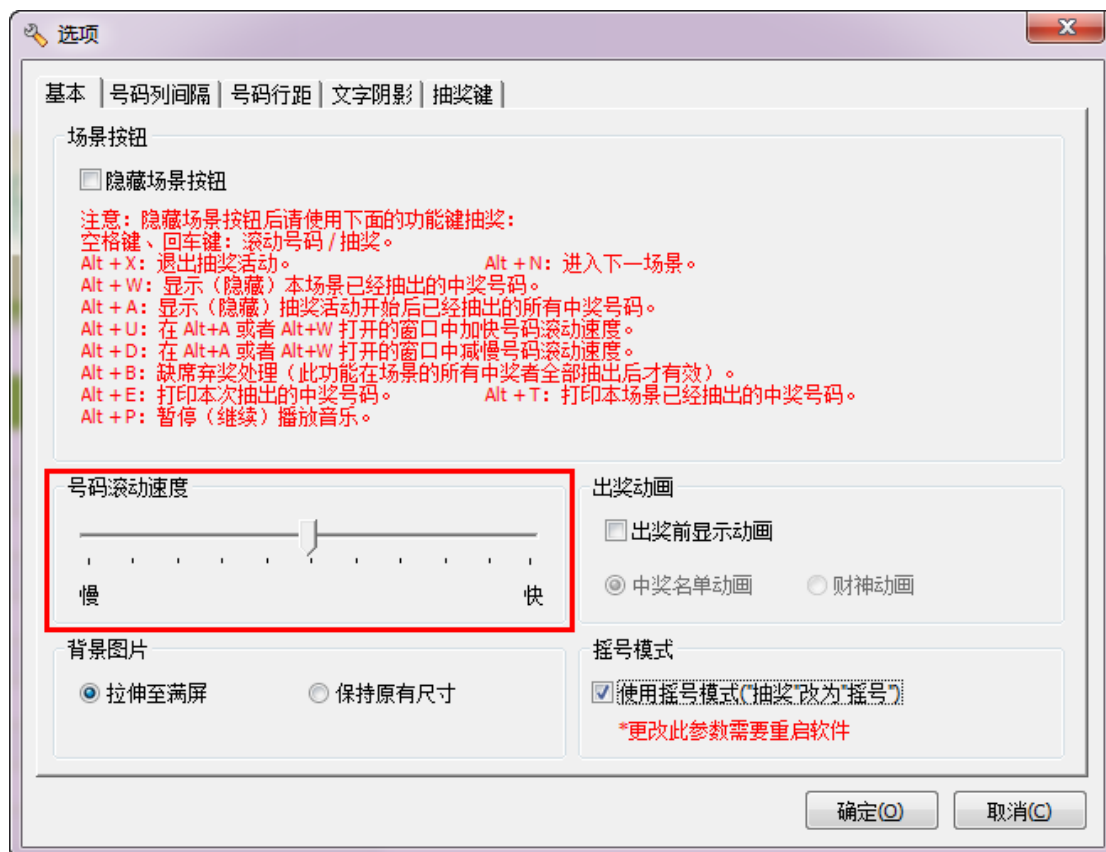 选项
基本 号码列间隔 号码行距 文字阴影 抽奖键
场景按钮
隐藏场景按钮
注意：隐藏场景按钮后请使用下面的功能键抽奖：
空格键、回车键：滚动号码 / 抽奖。
Alt + X：退出抽奖活动。 Alt + N：进入下一场景。
Alt + W：显示（隐藏）本场景已经抽出的中奖号码。
Alt + A：显示（隐藏）抽奖活动开始后已经抽出的所有中奖号码。
Alt + U：在 Alt+A 或者 Alt+W 打开的窗口中加快号码滚动速度。
Alt + D：在 Alt+A 或者 Alt+W 打开的窗口中减慢号码滚动速度。
Alt + B：缺席弃奖处理（此功能在场景的所有中奖者全部抽出后才有效）。
Alt + E：打印本次抽出的中奖号码。 Alt + T：打印本场景已经抽出的中奖号码。
Alt + P：暂停（继续）播放音乐。
号码滚动速度
慢 快
出奖动画
出奖前显示动画
中奖名单动画 财神动画
背景图片
拉伸至满屏 保持原有尺寸
摇号模式
使用摇号模式("抽奖"改为"摇号")
*更改此参数需要重启软件
确定(O) 取消(C)